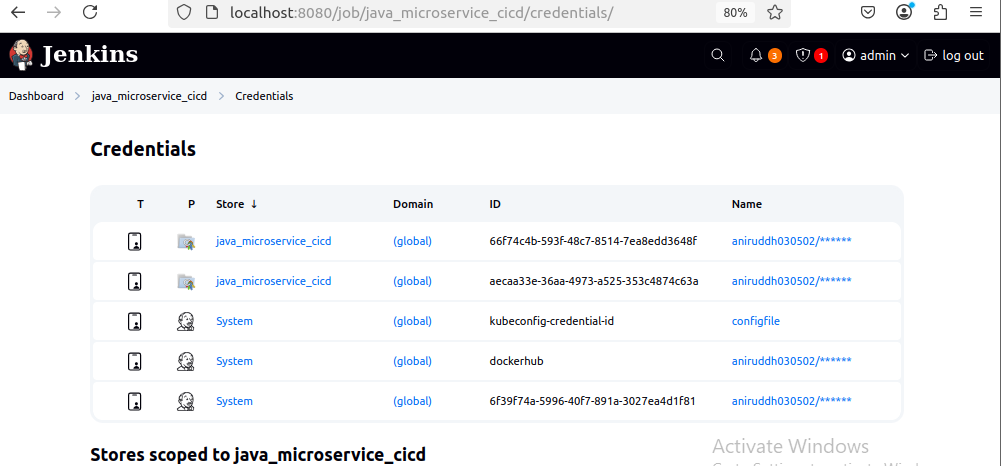 localhost:8080/job/java_microservice_cicd/credentials/ 80%
Jenkins 3 1 admin log out
Dashboard > java_microservice_cicd > Credentials
Credentials
T P Store ↓ Domain ID Name
java_microservice_cicd (global) 66f74c4b-593f-48c7-8514-7ea8edd3648f aniruddh030502/******
java_microservice_cicd (global) aecaa33e-36aa-4973-a525-353c4874c63a aniruddh030502/******
System (global) kubeconfig-credential-id configfile
System (global) dockerhub aniruddh030502/******
System (global) 6f39f74a-5996-40f7-891a-3027ea4d1f81 aniruddh030502/******
Stores scoped to java_microservice_cicd
Activate Windows